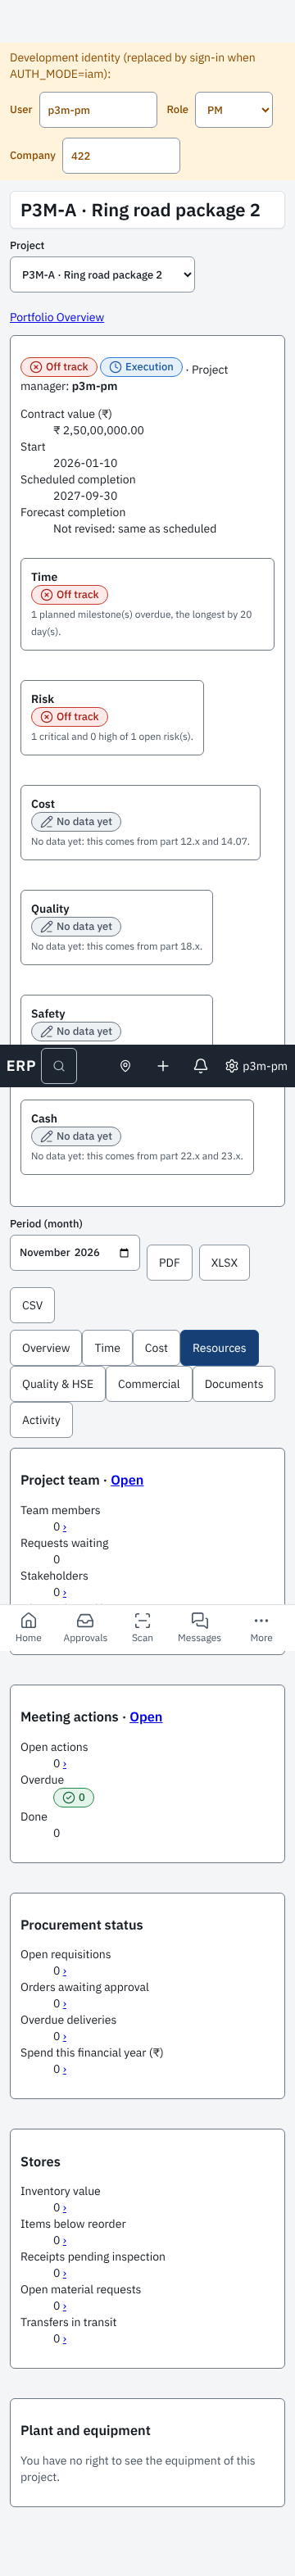 Development identity (replaced by sign-in when
AUTH_MODE=iam):
User p3m-pm Role PM
Company 422
P3M-A · Ring road package 2
Project
P3M-A · Ring road package 2
Portfolio Overview
Off track Execution · Project
manager: p3m-pm
Contract value (₹)
₹ 2,50,00,000.00
Start
2026-01-10
Scheduled completion
2027-09-30
Forecast completion
Not revised: same as scheduled
Time
Off track
1 planned milestone(s) overdue, the longest by 20
day(s).
Risk
Off track
1 critical and 0 high of 1 open risk(s).
Cost
No data yet
No data yet: this comes from part 12.x and 14.07.
Quality
No data yet
No data yet: this comes from part 18.x.
Safety
No data yet
ERP p3m-pm
Cash
No data yet
No data yet: this comes from part 22.x and 23.x.
Period (month)
November 2026 PDF XLSX
CSV
Overview Time Cost Resources
Quality & HSE Commercial Documents
Activity
Project team · Open
Team members
0 ›
Requests waiting
0
Stakeholders
0 ›
Home Approvals Scan Messages More
Meeting actions · Open
Open actions
0 ›
Overdue
0
Done
0
Procurement status
Open requisitions
0 ›
Orders awaiting approval
0 ›
Overdue deliveries
0 ›
Spend this financial year (₹)
0 ›
Stores
Inventory value
0 ›
Items below reorder
0 ›
Receipts pending inspection
0 ›
Open material requests
0 ›
Transfers in transit
0 ›
Plant and equipment
You have no right to see the equipment of this
project.